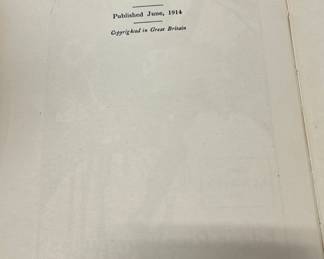 Published June, 1914
Copyrighted in Great Britain